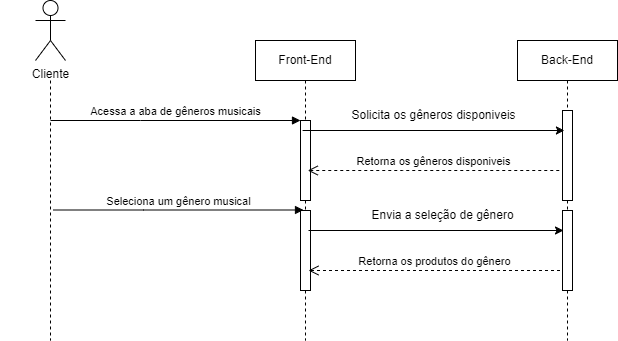 Front-End
Back-End
Cliente
Acessa a aba de gêneros musicais
Solicita os gêneros disponiveis
Retorna os gêneros disponiveis
Seleciona um gênero musical
Envia a seleção de gênero
Retorna os produtos do gênero